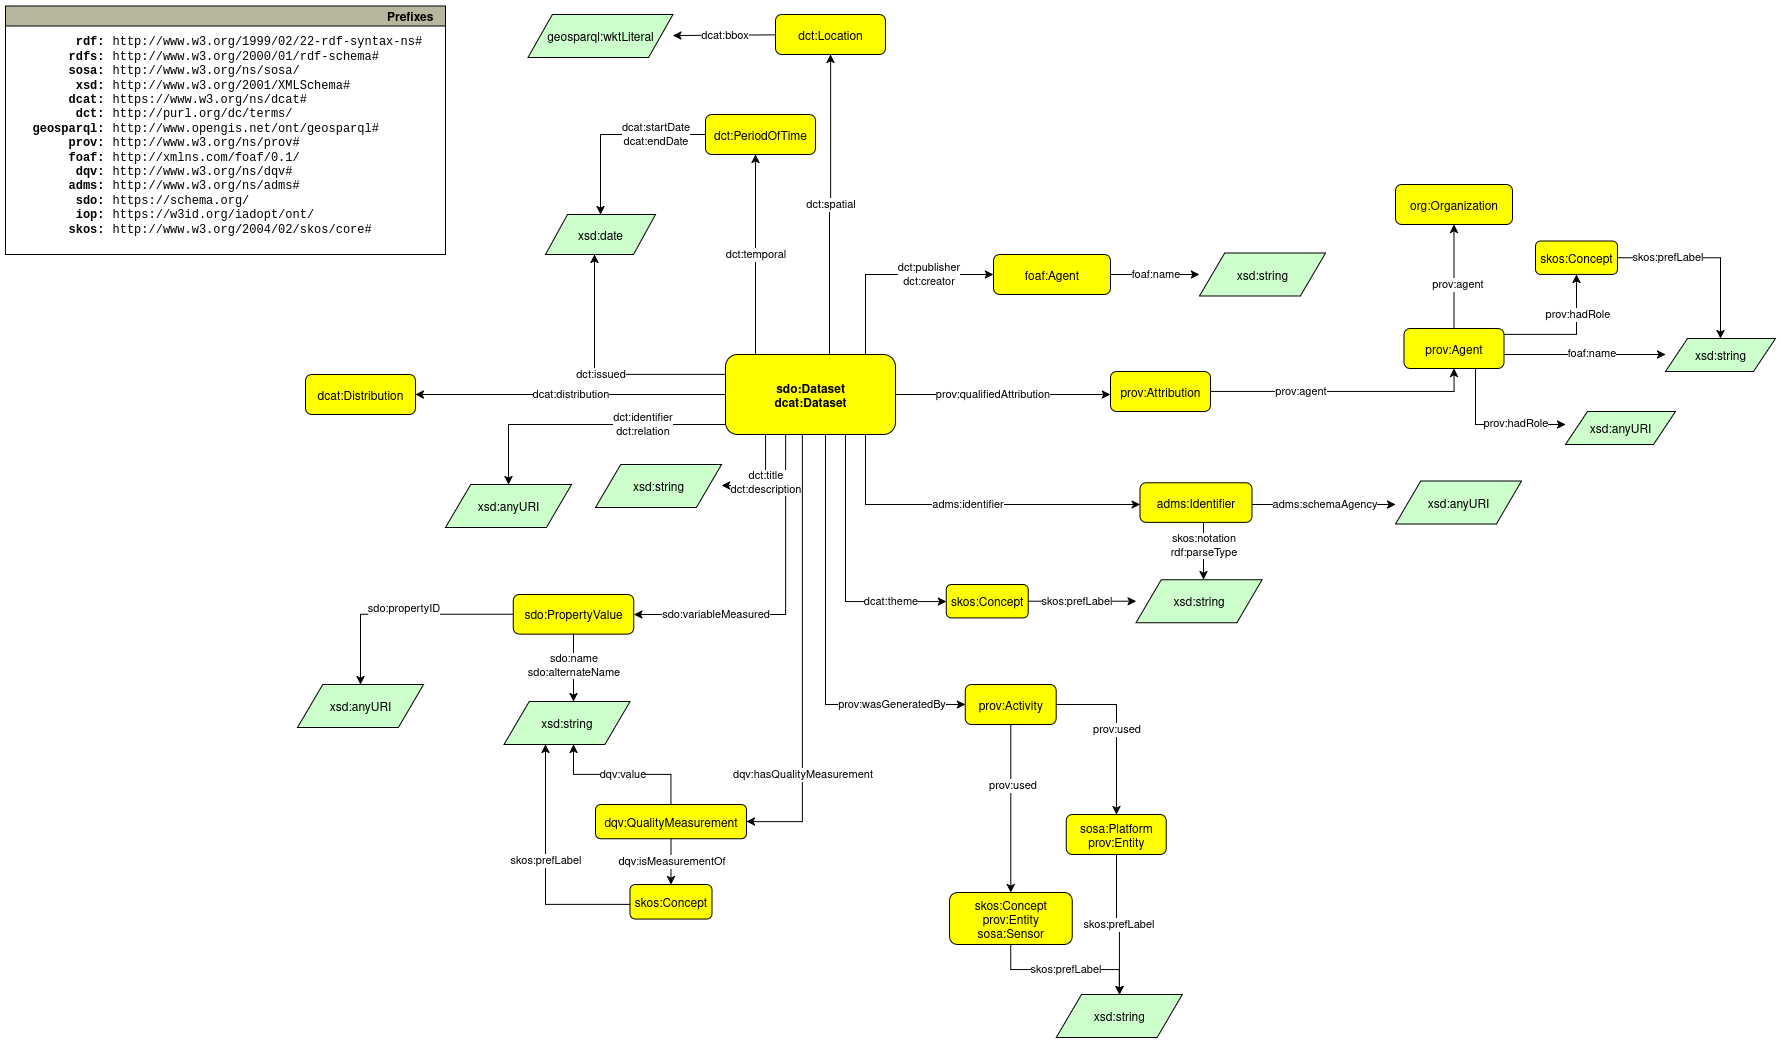 Prefixes
rdf: http://www.w3.org/1999/02/22-rdf-syntax-ns#
rdfs: http://www.w3.org/2000/01/rdf-schema#
sosa: http://www.w3.org/ns/sosa/
xsd: http://www.w3.org/2001/XMLSchema#
dcat: https://www.w3.org/ns/dcat#
dct: http://purl.org/dc/terms/
geosparql: http://www.opengis.net/ont/geosparql#
prov: http://www.w3.org/ns/prov#
foaf: http://xmlns.com/foaf/0.1/
dqv: http://www.w3.org/ns/dqv#
adms: http://www.w3.org/ns/adms#
sdo: https://schema.org/
iop: https://w3id.org/iadopt/ont/
skos: http://www.w3.org/2004/02/skos/core#
geosparql:wktLiteral
dcat:bbox
dct:Location
dcat:startDate
dcat:endDate
dct:PeriodOfTime
dct:spatial
xsd:date
dct:temporal
dct:publisher
dct:creator
foaf:Agent
foaf:name
xsd:string
org:Organization
skos:Concept
skos:prefLabel
prov:agent
prov:hadRole
prov:Agent
foaf:name
xsd:string
dct:issued
dcat:Distribution
dcat:distribution
sdo:Dataset
dcat:Dataset
prov:qualifiedAttribution
prov:Attribution
prov:agent
prov:hadRole
xsd:anyURI
dct:identifier
dct:relation
xsd:anyURI
xsd:string
dct:title
dct:description
adms:identifier
adms:Identifier
adms:schemaAgency
xsd:anyURI
skos:notation
rdf:parseType
dcat:theme
skos:Concept
skos:prefLabel
xsd:string
sdo:propertyID
sdo:PropertyValue
sdo:variableMeasured
sdo:name
sdo:alternateName
xsd:anyURI
xsd:string
prov:wasGeneratedBy
prov:Activity
prov:used
prov:used
dqv:value
dqv:hasQualityMeasurement
dqv:QualityMeasurement
sosa:Platform
prov:Entity
skos:prefLabel
dqv:isMeasurementOf
skos:Concept
skos:Concept
prov:Entity
sosa:Sensor
skos:prefLabel
skos:prefLabel
xsd:string